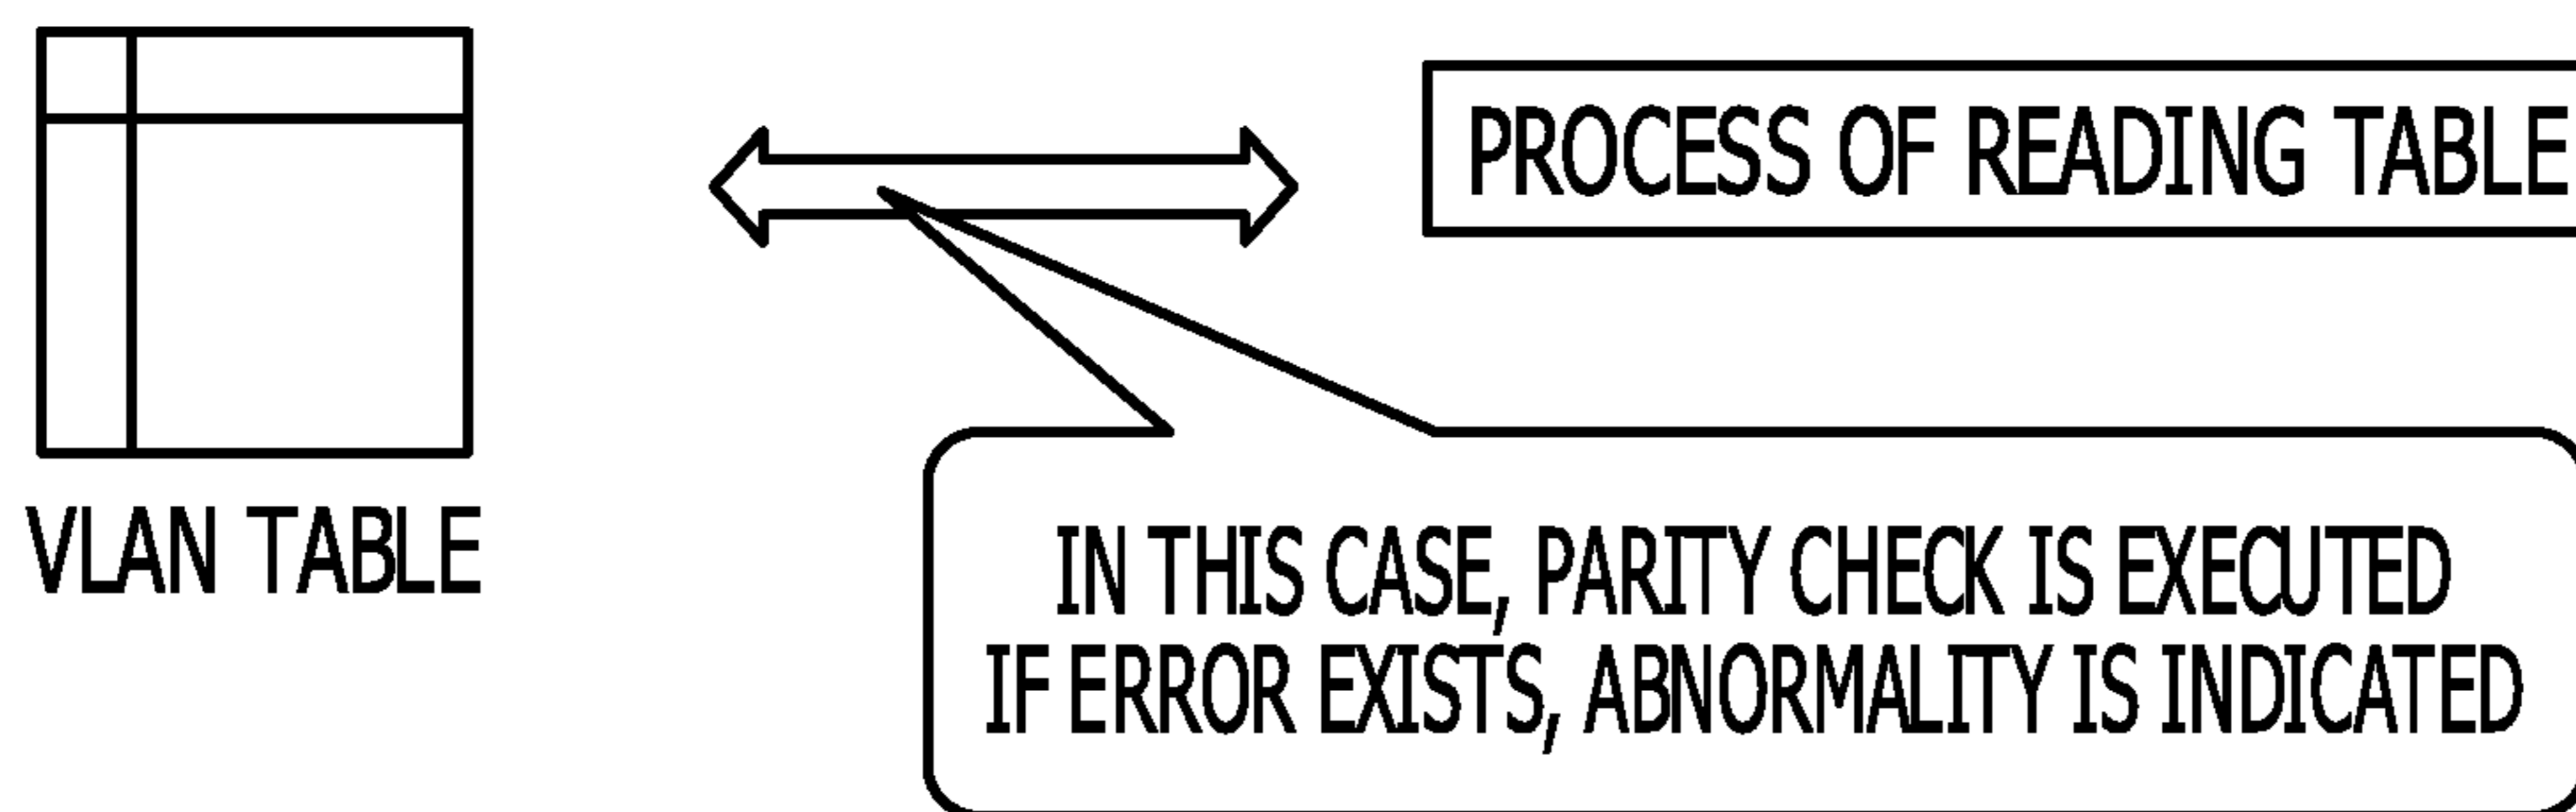 PROCESS OF READING TABLE
VLAN TABLE
IN THIS CASE, PARITY CHECK IS EXECUTED
IF ERROR EXISTS, ABNORMALITY IS INDICATED